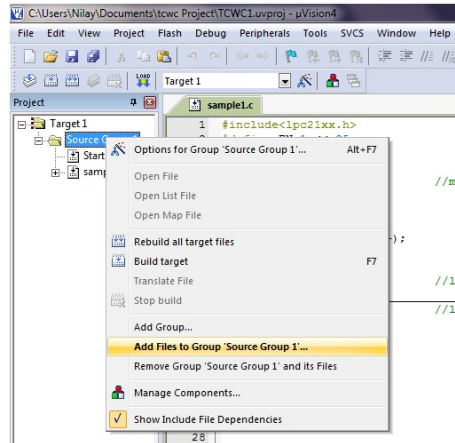 C:\Users\Nilay\Documents\tcwc Project\TCWC1.uvproj - µVision4
File Edit View Project Flash Debug Peripherals Tools SVCS Window Help
LOAD Target 1
Project
sample1.c
Target 1
Source
Start
samp
1 #include<lpc21xx.h>
Options for Group 'Source Group 1'... Alt+F7
Open File
Open List File
Open Map File
Rebuild all target files
Build target F7
Translate File
Stop build
Add Group...
Add Files to Group 'Source Group 1'...
Remove Group 'Source Group 1' and its Files
Manage Components...
Show Include File Dependencies
//m
);
//l
//l
28